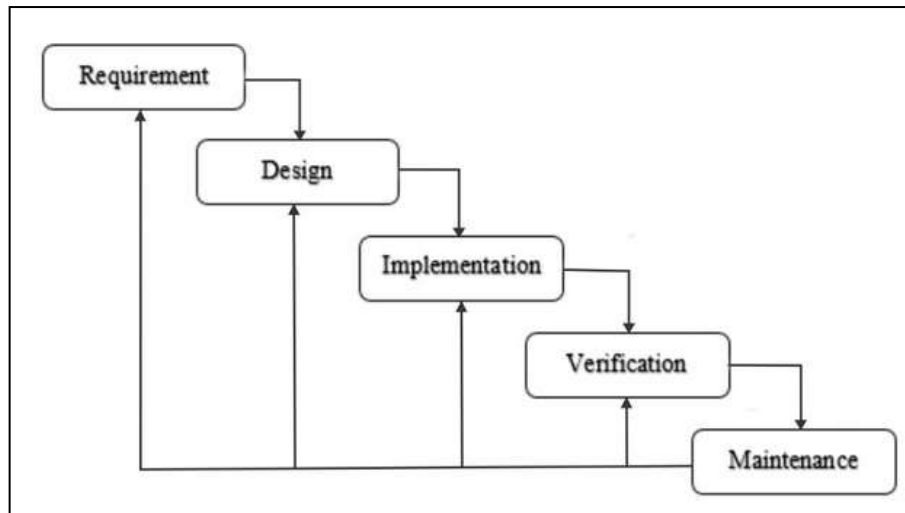 Requirement
Design
Implementation
Verification
Maintenance